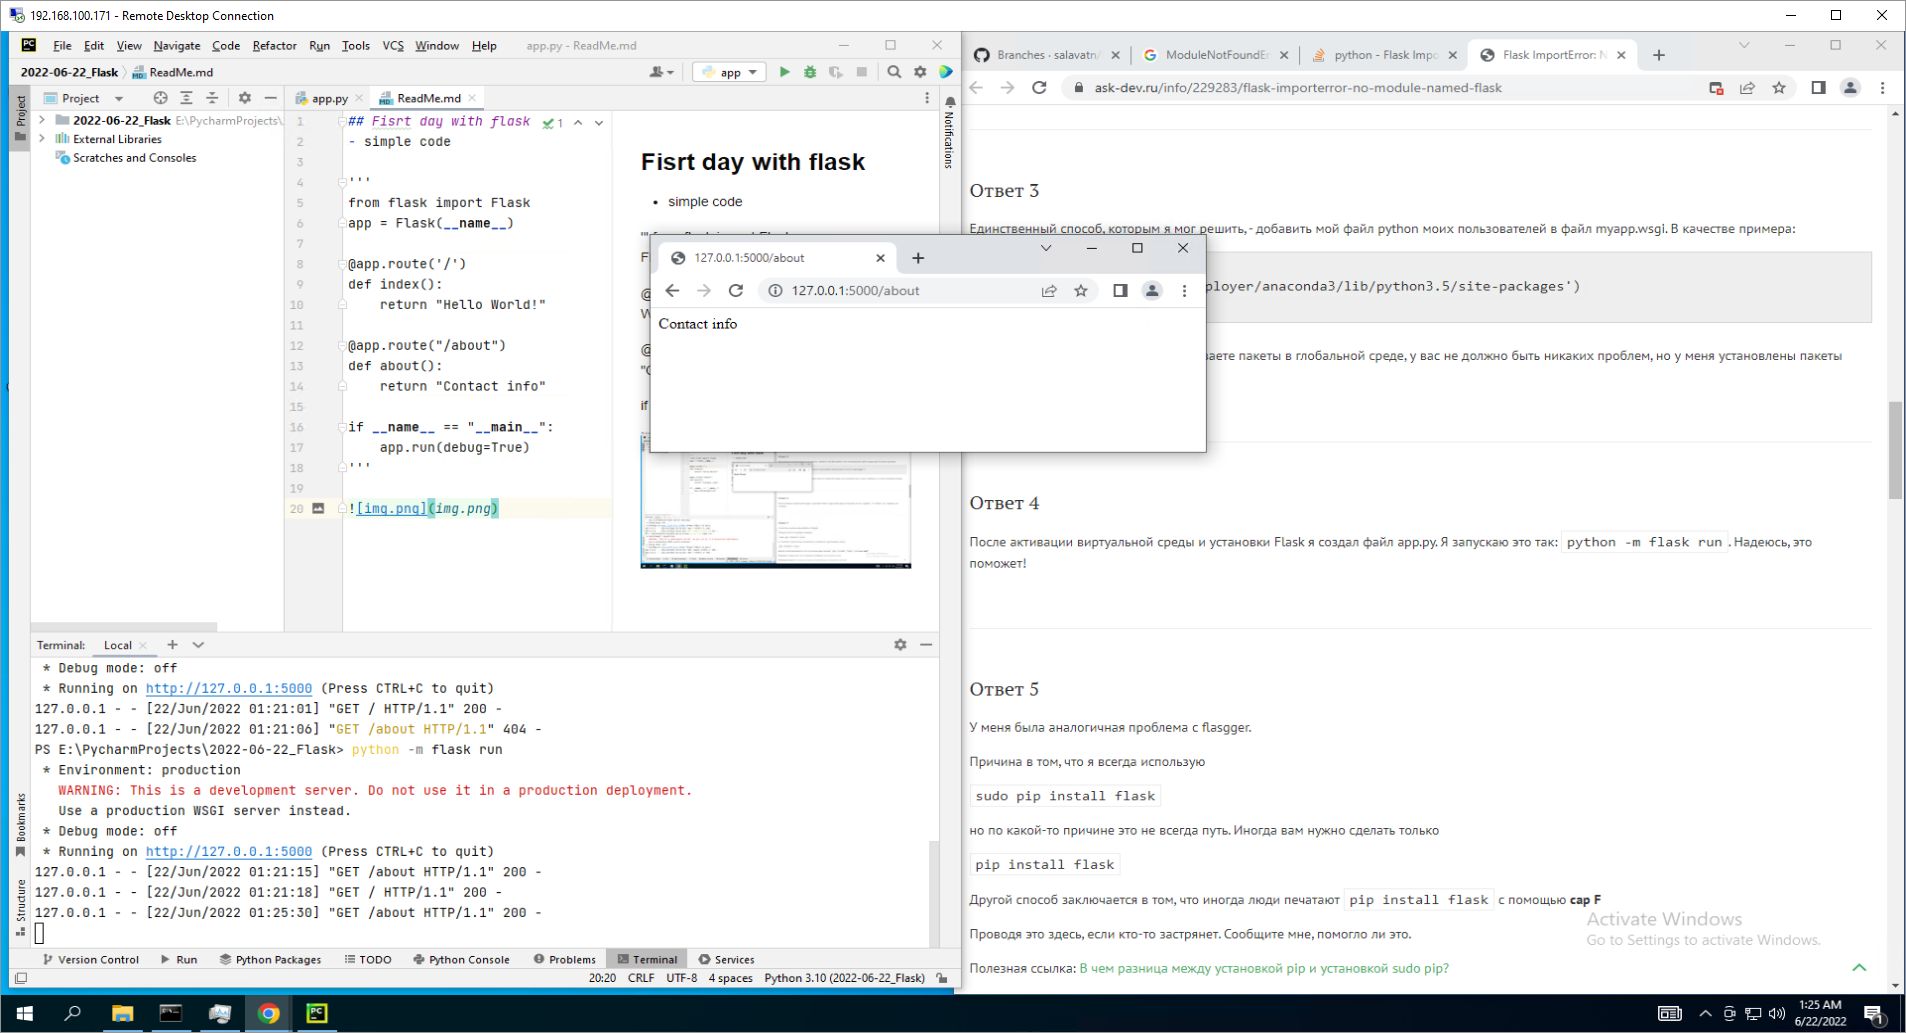 192.168.100.171 - Remote Desktop Connection
File Edit View Navigate Code Refactor Run Tools VCS Window Help app.py - ReadMe.md
2022-06-22_Flask ReadMe.md
app
Project
Project
2022-06-22_Flask E:\PycharmProjects\
External Libraries
Scratches and Consoles
app.py
ReadMe.md
Notifications
1 ## Fisrt day with flask
1
2 - simple code
3
4 '''
5 from flask import Flask
6 app = Flask(__name__)
7
8 @app.route('/')
9 def index():
10 return "Hello World!"
11
12 @app.route("/about")
13 def about():
14 return "Contact info"
15
16 if __name__ == "__main__":
17 app.run(debug=True)
18 '''
19
20 ![img.png](img.png)
Fisrt day with flask
• simple code
if
127.0.0.1:5000/about
127.0.0.1:5000/about
Contact info
Terminal: Local
* Debug mode: off
* Running on http://127.0.0.1:5000 (Press CTRL+C to quit)
127.0.0.1 - - [22/Jun/2022 01:21:01] "GET / HTTP/1.1" 200 -
127.0.0.1 - - [22/Jun/2022 01:21:06] "GET /about HTTP/1.1" 404 -
PS E:\PycharmProjects\2022-06-22_Flask> python -m flask run
* Environment: production
WARNING: This is a development server. Do not use it in a production deployment.
Use a production WSGI server instead.
* Debug mode: off
* Running on http://127.0.0.1:5000 (Press CTRL+C to quit)
127.0.0.1 - - [22/Jun/2022 01:21:15] "GET /about HTTP/1.1" 200 -
127.0.0.1 - - [22/Jun/2022 01:21:18] "GET / HTTP/1.1" 200 -
127.0.0.1 - - [22/Jun/2022 01:25:30] "GET /about HTTP/1.1" 200 -
Bookmarks
Structure
Version Control Run Python Packages TODO Python Console Problems Terminal Services
20:20 CRLF UTF-8 4 spaces Python 3.10 (2022-06-22_Flask)
Branches · salavatn/
ModuleNotFoundEr
python - Flask Impo
Flask ImportError: N
ask-dev.ru/info/229283/flask-importerror-no-module-named-flask
Ответ 3
Единственный способ, которым я мог решить, - добавить мой файл python моих пользователей в файл myapp.wsgi. В качестве примера:
ployer/anaconda3/lib/python3.5/site-packages')
ваете пакеты в глобальной среде, у вас не должно быть никаких проблем, но у меня установлены пакеты
Ответ 4
После активации виртуальной среды и установки Flask я создал файл app.py. Я запускаю это так: python -m flask run . Надеюсь, это
поможет!
Ответ 5
У меня была аналогичная проблема с flasgger.
Причина в том, что я всегда использую
sudo pip install flask
но по какой-то причине это не всегда путь. Иногда вам нужно сделать только
pip install flask
Другой способ заключается в том, что иногда люди печатают pip install flask с помощью cap F
Проводя это здесь, если кто-то застрянет. Сообщите мне, помогло ли это.
Полезная ссылка: В чем разница между установкой pip и установкой sudo pip?
Activate Windows
Go to Settings to activate Windows.
1:25 AM
6/22/2022
1